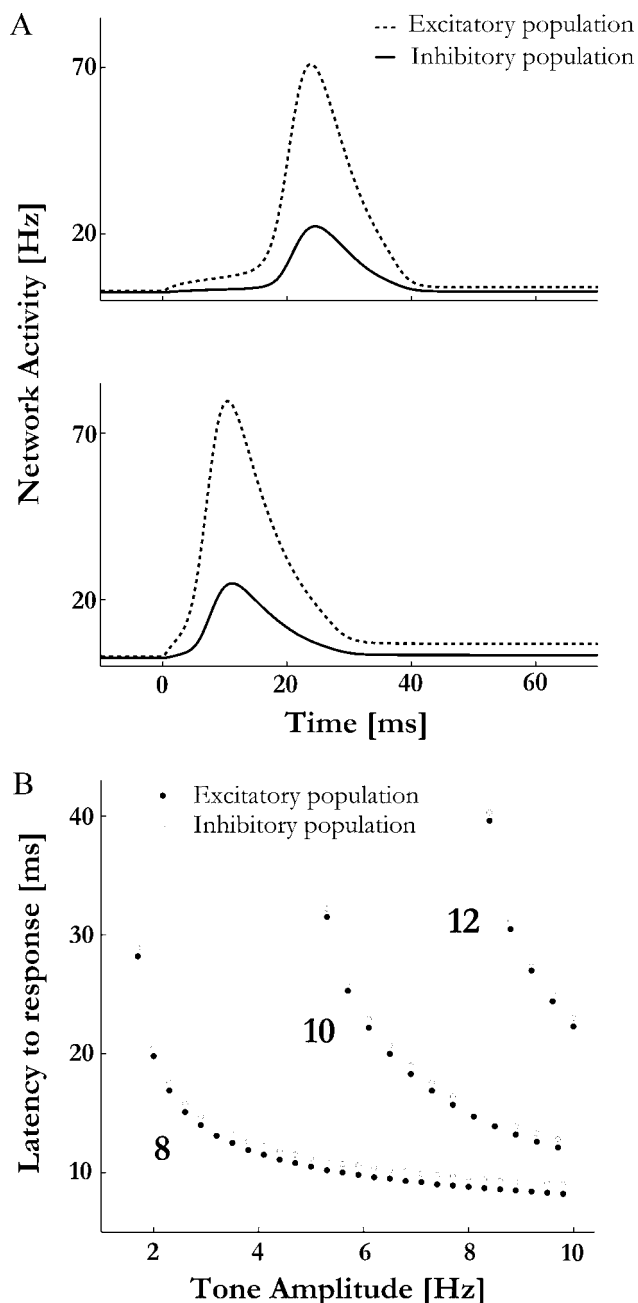 A
Excitatory population
Inhibitory population
Network Activity [Hz]
70
20
70
20
0
20
40
60
Time [ms]
B
Excitatory population
Inhibitory population
Latency to response [ms]
40
30
20
10
12
10
8
2
4
6
8
10
Tone Amplitude [Hz]